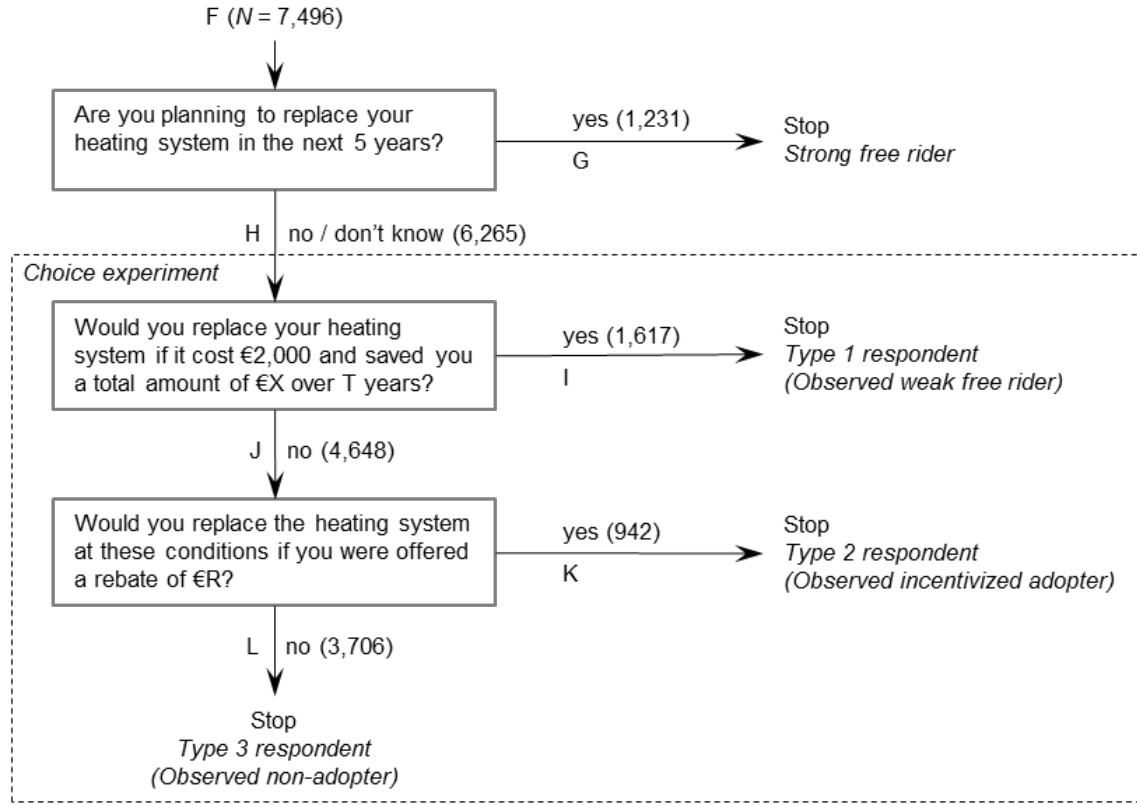 F (N = 7,496)
Are you planning to replace your
heating system in the next 5 years?
yes (1,231)
G
Stop
Strong free rider
H no / don't know (6,265)
Choice experiment
Would you replace your heating
system if it cost €2,000 and saved you
a total amount of €X over T years?
yes (1,617)
I
Stop
Type 1 respondent
(Observed weak free rider)
J no (4,648)
Would you replace the heating system
at these conditions if you were offered
a rebate of €R?
yes (942)
K
Stop
Type 2 respondent
(Observed incentivized adopter)
L no (3,706)
Stop
Type 3 respondent
(Observed non-adopter)